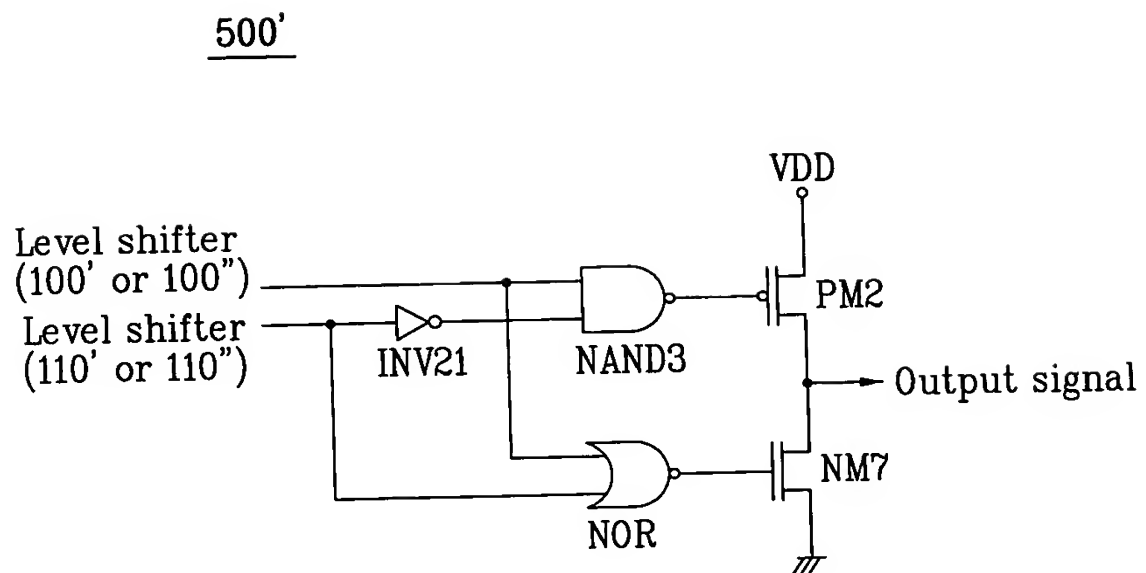 500'
VDD
Level shifter
(100' or 100")
PM2
Level shifter
(110' or 110")
INV21
NAND3
Output signal
NM7
NOR